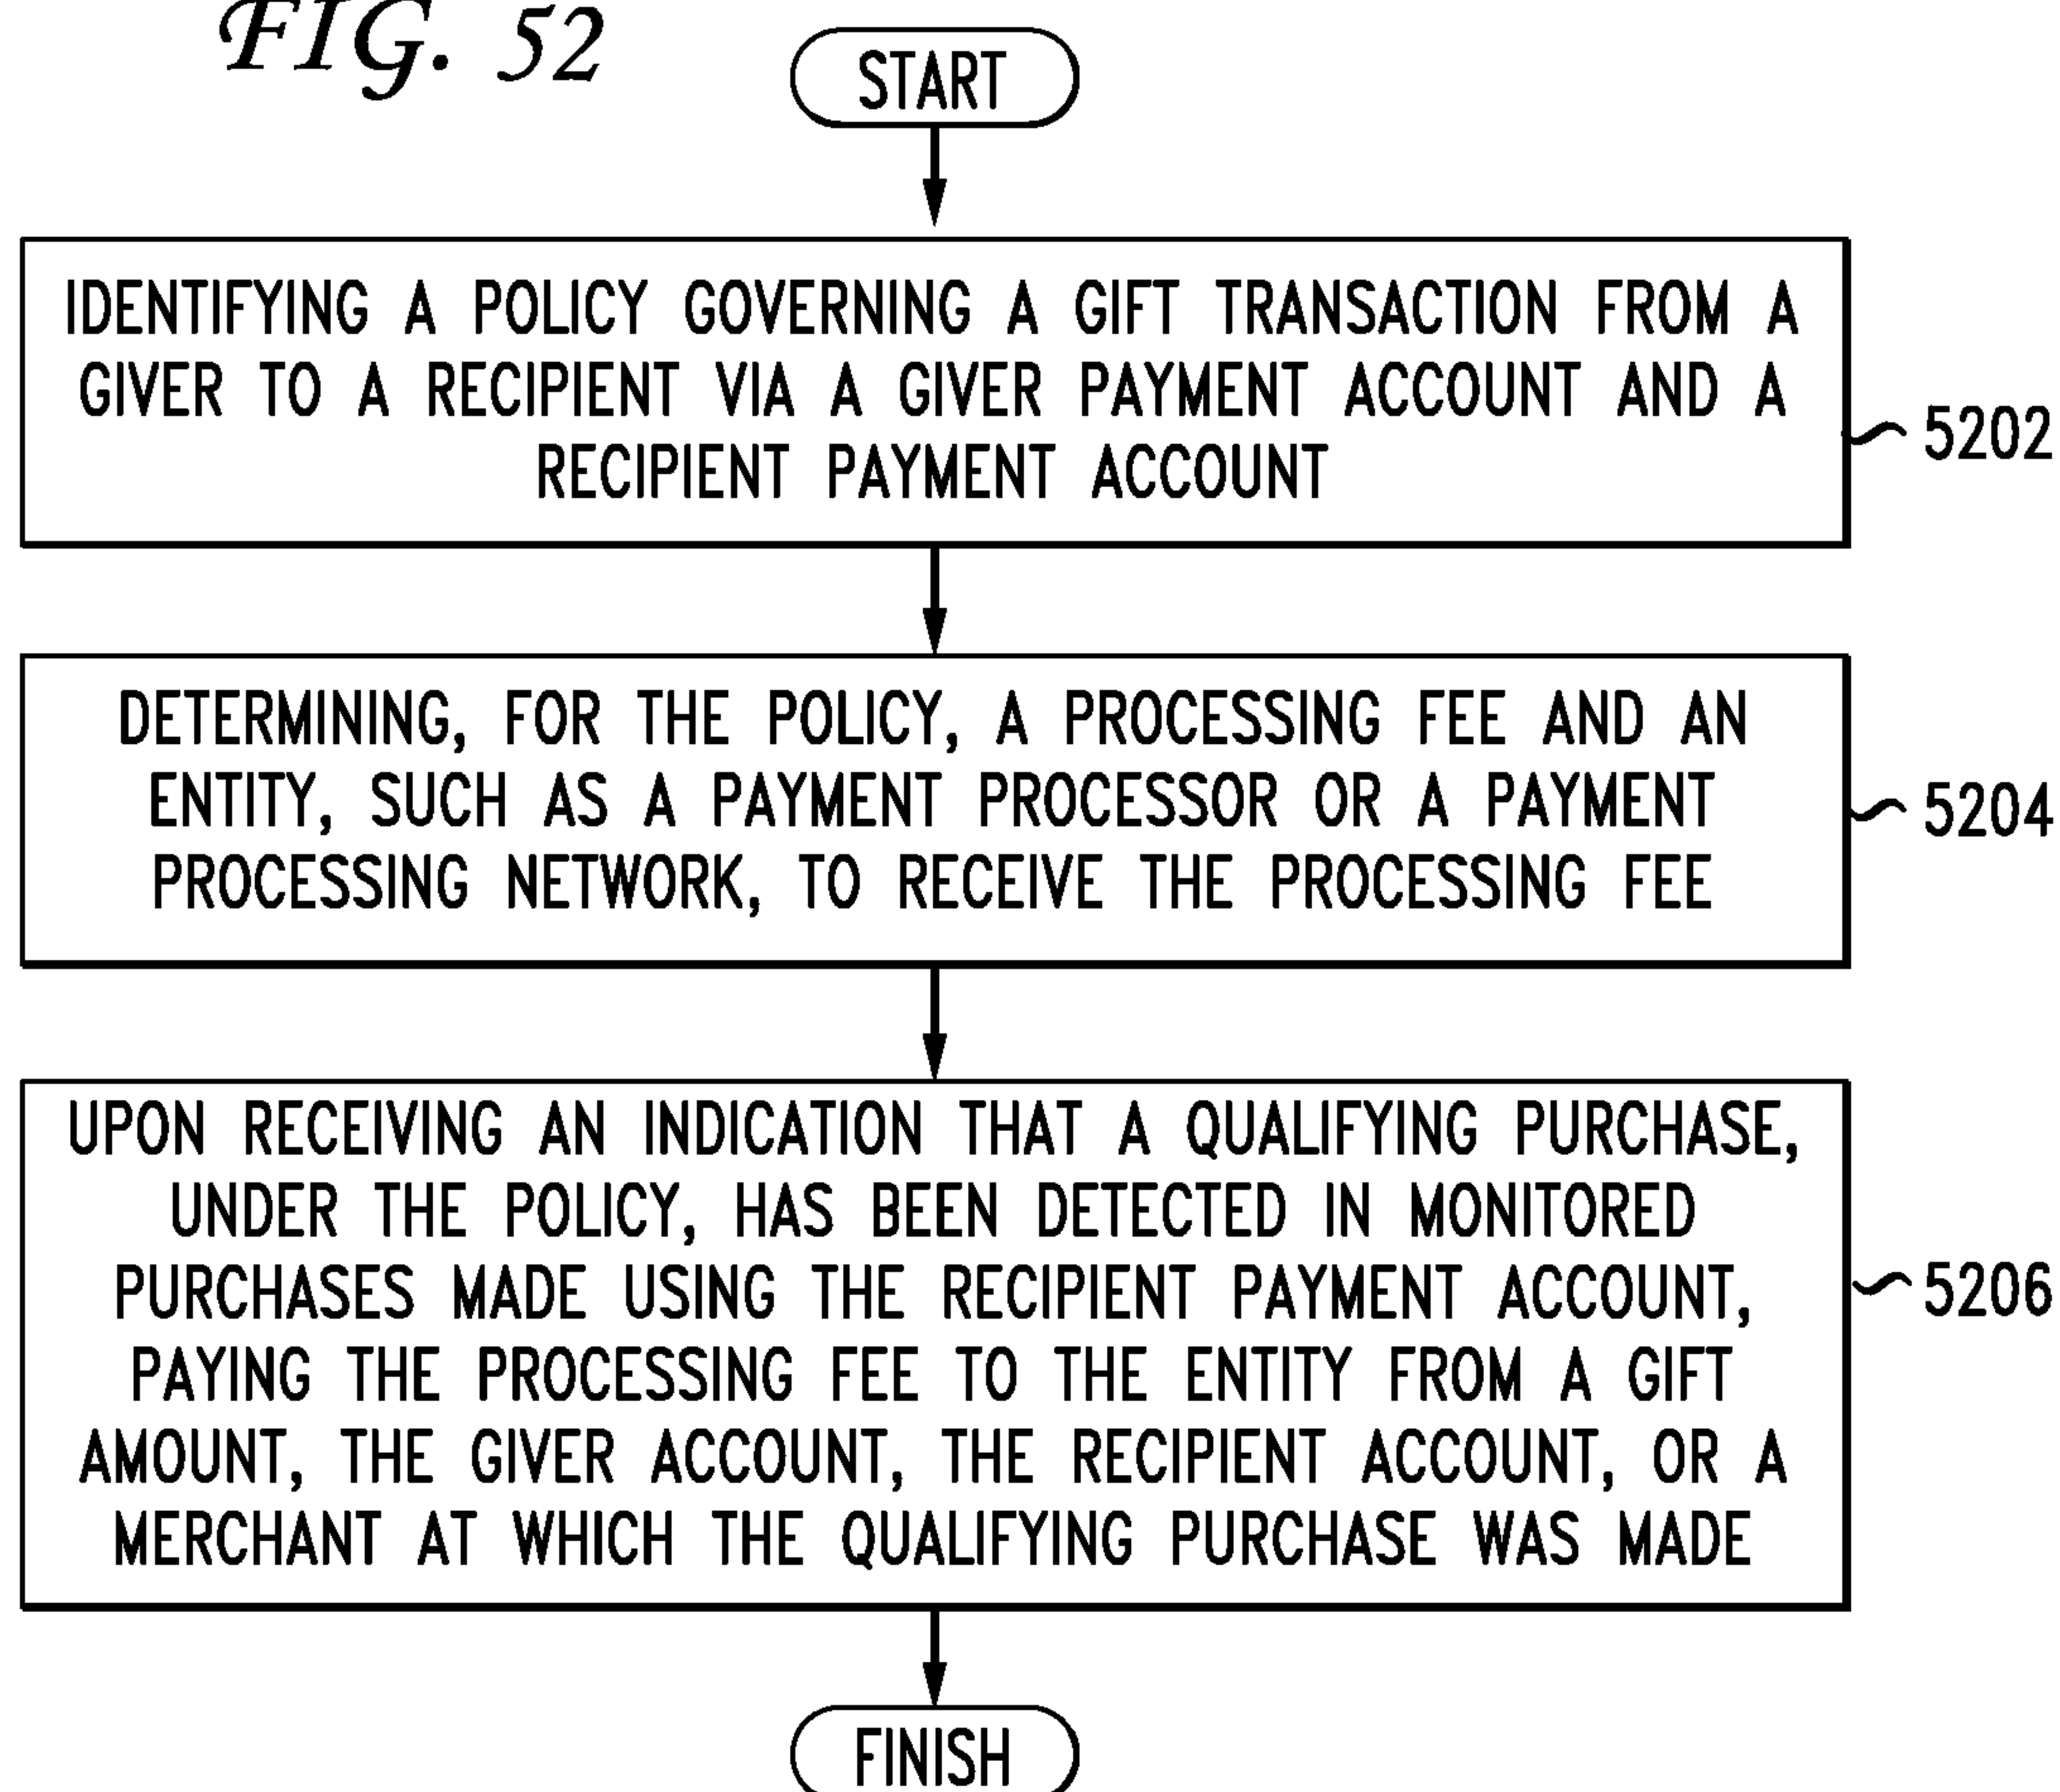 FIG. 52
START
IDENTIFYING A POLICY GOVERNING A GIFT TRANSACTION FROM A
GIVER TO A RECIPIENT VIA A GIVER PAYMENT ACCOUNT AND A
RECIPIENT PAYMENT ACCOUNT
5202
DETERMINING, FOR THE POLICY, A PROCESSING FEE AND AN
ENTITY, SUCH AS A PAYMENT PROCESSOR OR A PAYMENT
PROCESSING NETWORK, TO RECEIVE THE PROCESSING FEE
5204
UPON RECEIVING AN INDICATION THAT A QUALIFYING PURCHASE,
UNDER THE POLICY, HAS BEEN DETECTED IN MONITORED
PURCHASES MADE USING THE RECIPIENT PAYMENT ACCOUNT,
PAYING THE PROCESSING FEE TO THE ENTITY FROM A GIFT
AMOUNT, THE GIVER ACCOUNT, THE RECIPIENT ACCOUNT, OR A
MERCHANT AT WHICH THE QUALIFYING PURCHASE WAS MADE
5206
FINISH